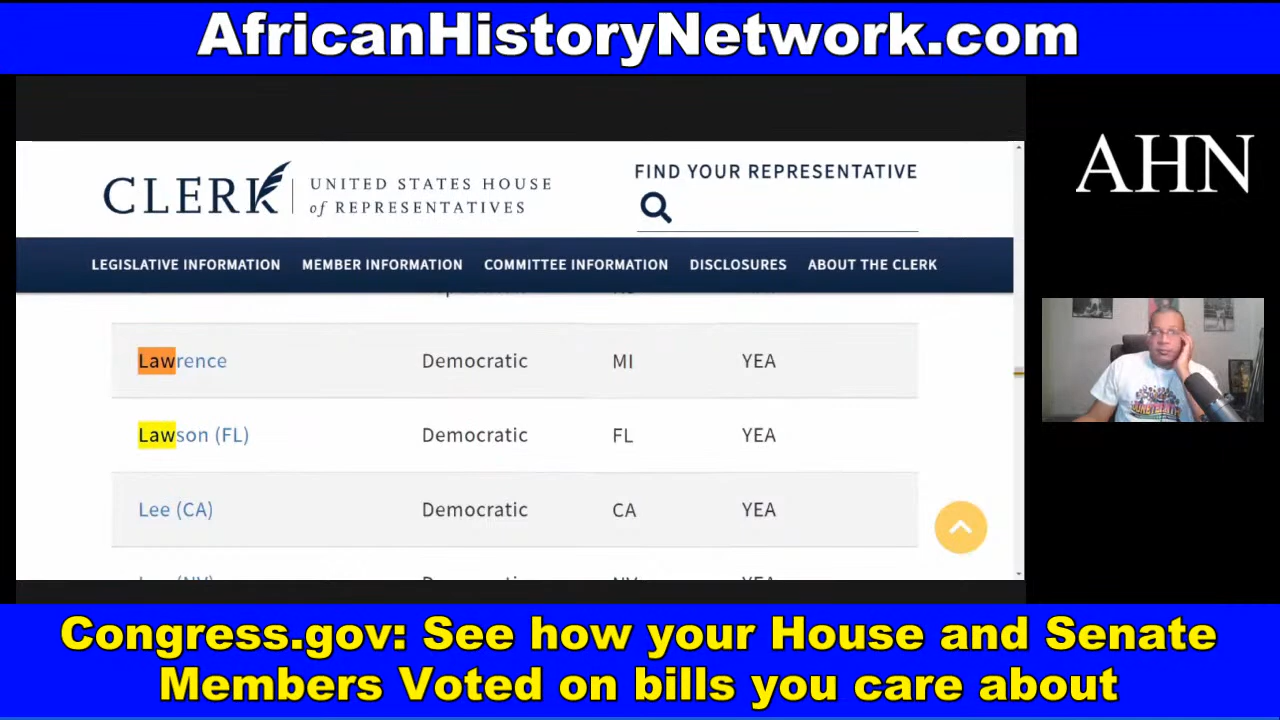 AfricanHistoryNetwork.com
CLERK
UNITED STATES HOUSE
of REPRESENTATIVES
FIND YOUR REPRESENTATIVE
LEGISLATIVE INFORMATION MEMBER INFORMATION COMMITTEE INFORMATION DISCLOSURES ABOUT THE CLERK
Lawrence Democratic MI YEA
Lawson (FL) Democratic FL YEA
Lee (CA) Democratic CA YEA
AHN
Congress.gov: See how your House and Senate
Members Voted on bills you care about